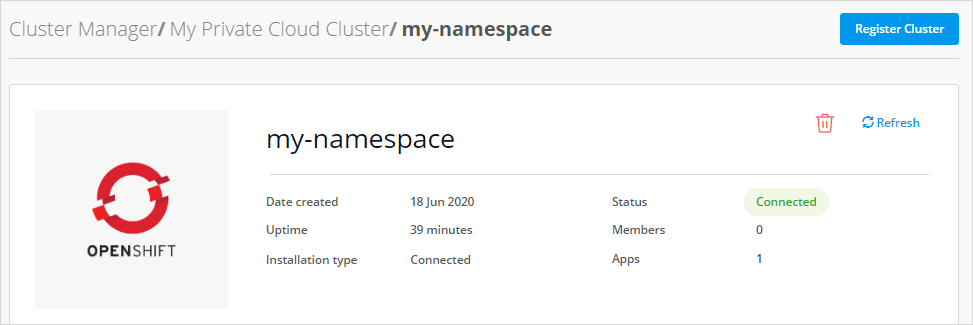 Cluster Manager/ My Private Cloud Cluster/ my-namespace
Register Cluster
my-namespace
Refresh
OPENSHIFT
Date created 18 Jun 2020 Status Connected
Uptime 39 minutes Members 0
Installation type Connected Apps 1